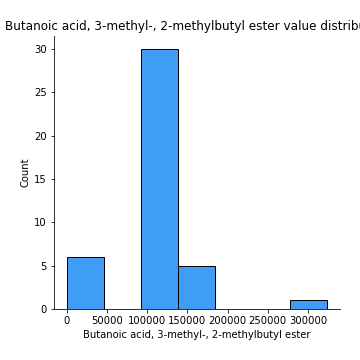 Butanoic acid, 3-methyl-, 2-methylbutyl ester value distribu
30
25
20
15
10
5
0
Count
0 50000 100000 150000 200000 250000 300000
Butanoic acid, 3-methyl-, 2-methylbutyl ester